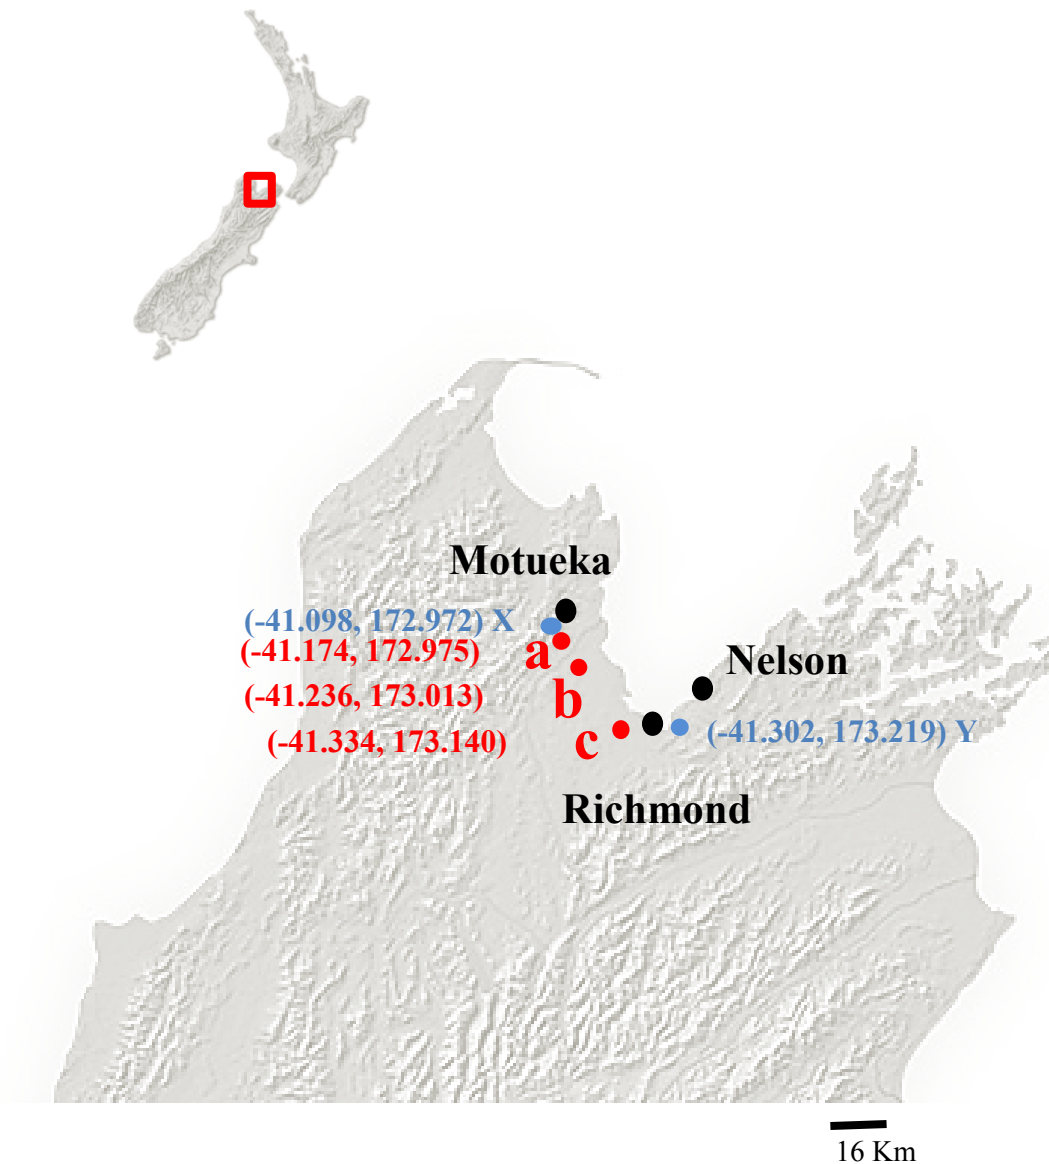 Motueka
(-41.098, 172.972) X
(-41.174, 172.975)
a
Nelson
(-41.236, 173.013)
b
(-41.302, 173.219) Y
(-41.334, 173.140)
c
Richmond
16 Km